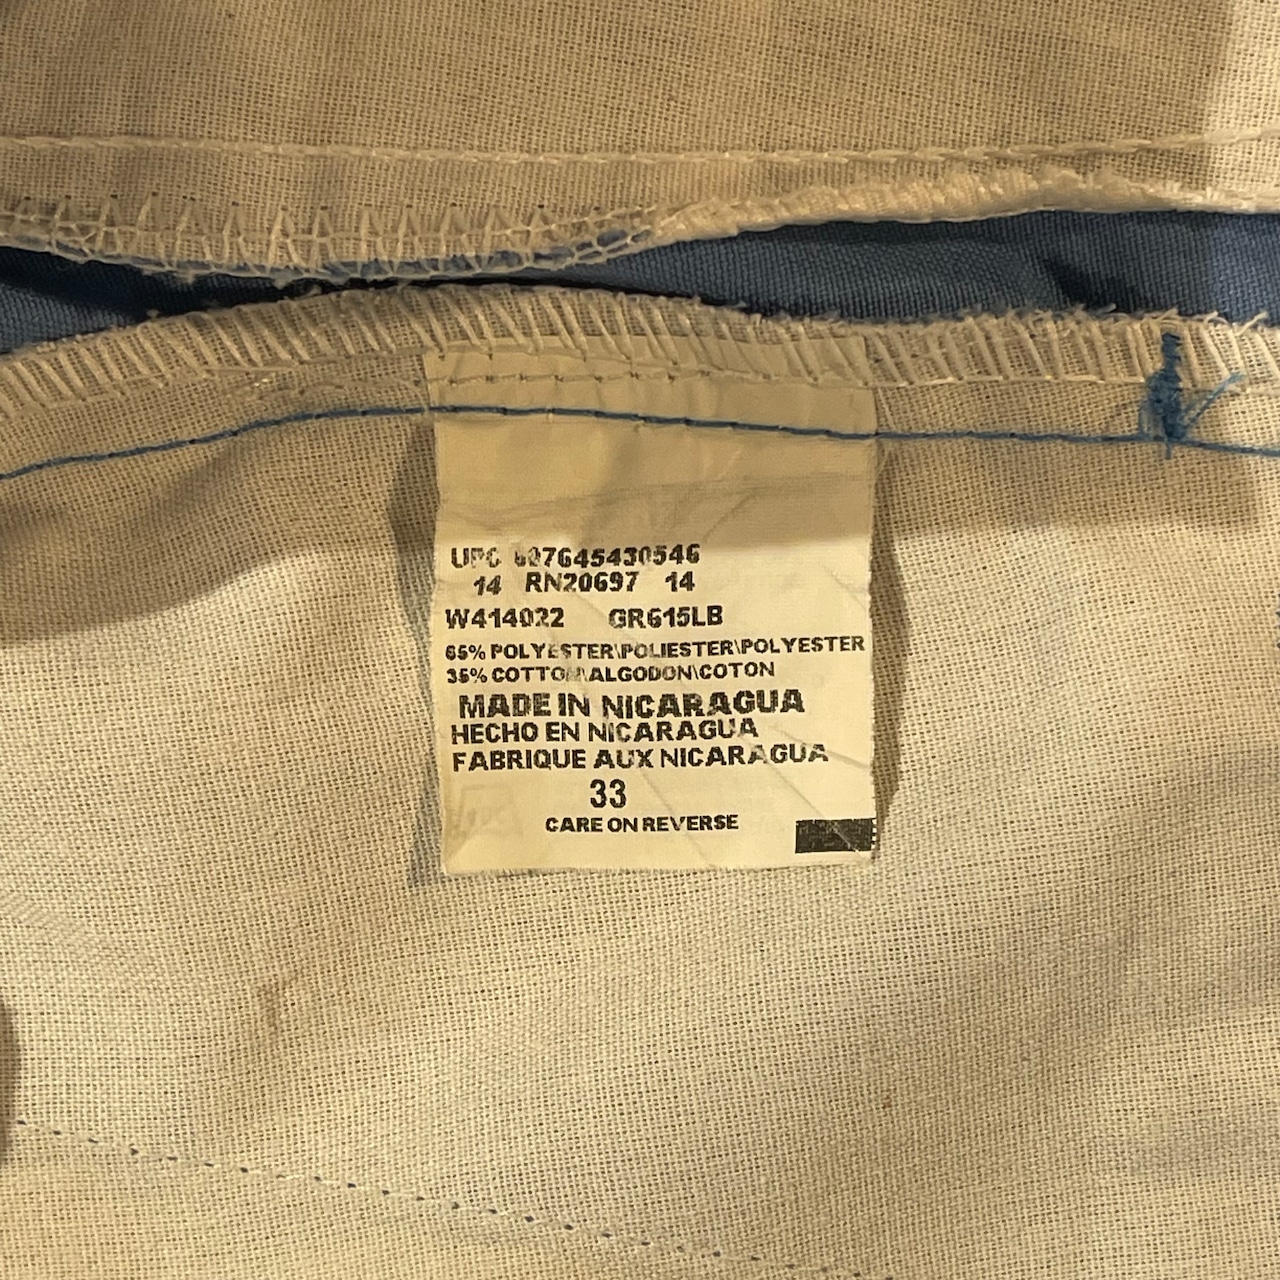 UPC 607645430546
14 RN20697 14
W414022 GR615LB
65% POLYESTER\POLIESTER\POLYESTER
35% COTTON\ALGODON\COTON
MADE IN NICARAGUA
HECHO EN NICARAGUA
FABRIQUE AUX NICARAGUA
33
CARE ON REVERSE